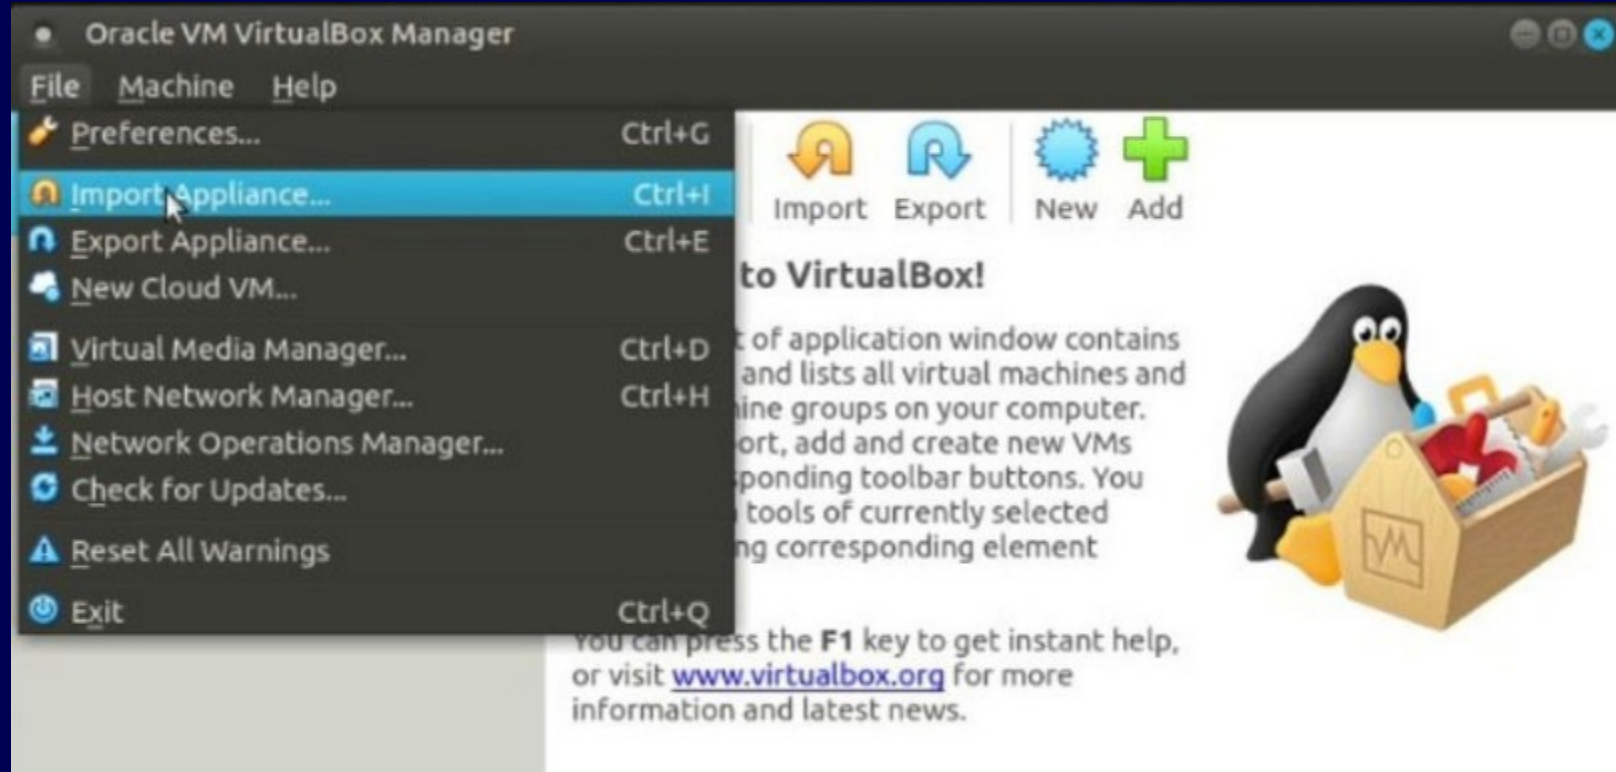 Oracle VM VirtualBox Manager
File Machine Help
Preferences... Ctrl+G
Import Appliance... Ctrl+I
Export Appliance... Ctrl+E
New Cloud VM...
Virtual Media Manager... Ctrl+D
Host Network Manager... Ctrl+H
Network Operations Manager...
Check for Updates...
Reset All Warnings
Exit Ctrl+Q
Import Export New Add
to VirtualBox!
of application window contains
and lists all virtual machines and
groups on your computer.
add and create new VMs
toolbar buttons. You
tools of currently selected
corresponding element
You can press the F1 key to get instant help,
or visit www.virtualbox.org for more
information and latest news.